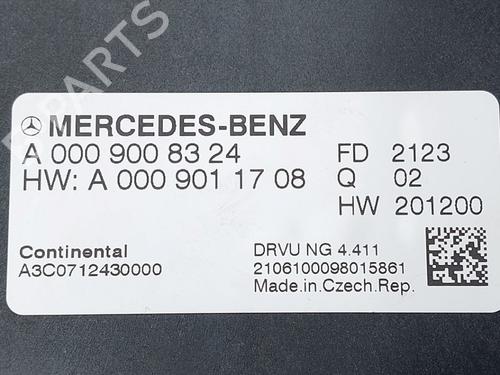 MERCEDES-BENZ
A 000 900 83 24 FD 2123
HW: A 000 901 17 08 Q 02
HW 201200
Continental DRVU NG 4.411
A3C0712430000 2106100098015861
Made.in.Czech.Rep.
PARTS